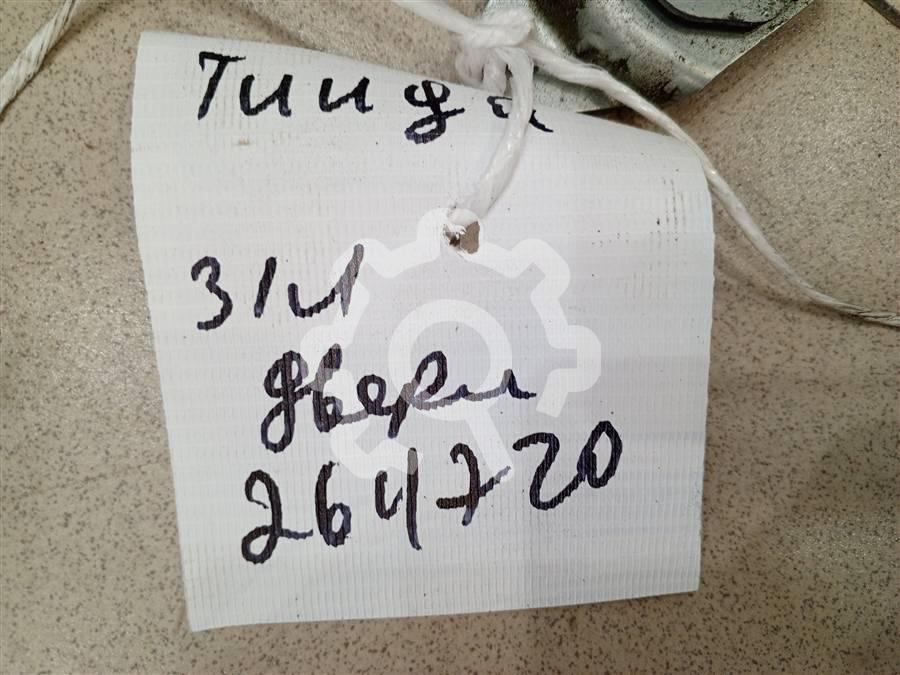 Тиида
З/Л
двери
264720